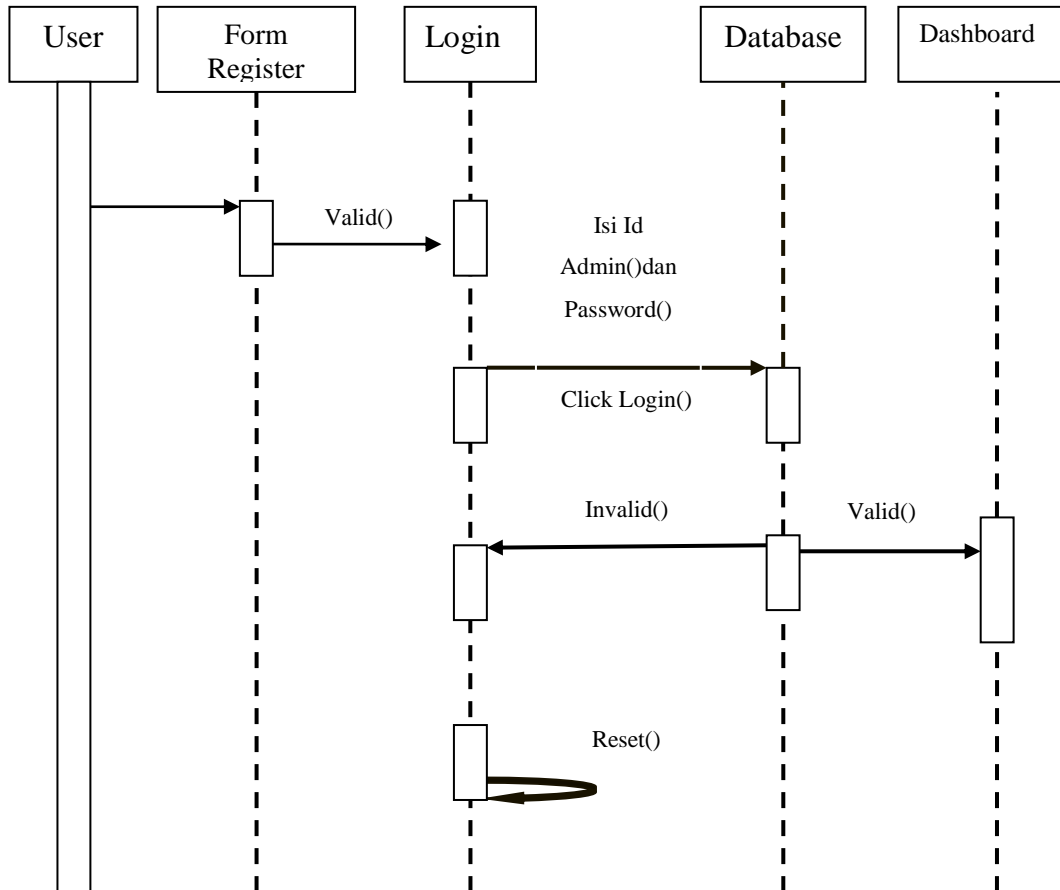 User
Form
Register
Login
Database
Dashboard
Valid()
Isi Id
Admin()dan
Password()
Click Login()
Invalid()
Valid()
Reset()